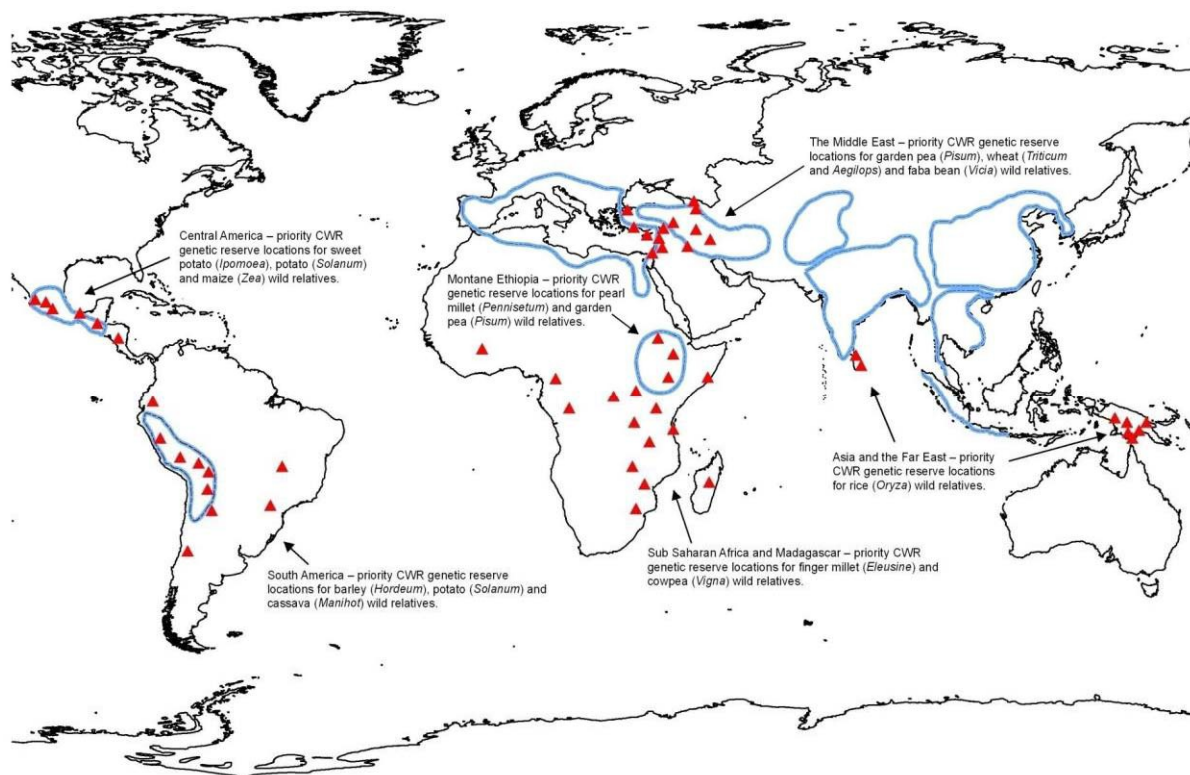 The Middle East – priority CWR genetic reserve
locations for garden pea (Pisum), wheat (Triticum
and Aegilops) and faba bean (Vicia) wild relatives.
Central America – priority CWR
genetic reserve locations for sweet
potato (Ipomoea), potato (Solanum)
and maize (Zea) wild relatives.
Montane Ethiopia – priority CWR
genetic reserve locations for pearl
millet (Pennisetum) and garden
pea (Pisum) wild relatives.
Asia and the Far East – priority
CWR genetic reserve locations
for rice (Oryza) wild relatives.
Sub Saharan Africa and Madagascar – priority CWR
genetic reserve locations for finger millet (Eleusine) and
cowpea (Vigna) wild relatives.
South America – priority CWR genetic reserve
locations for barley (Hordeum), potato (Solanum) and
cassava (Manihot) wild relatives.